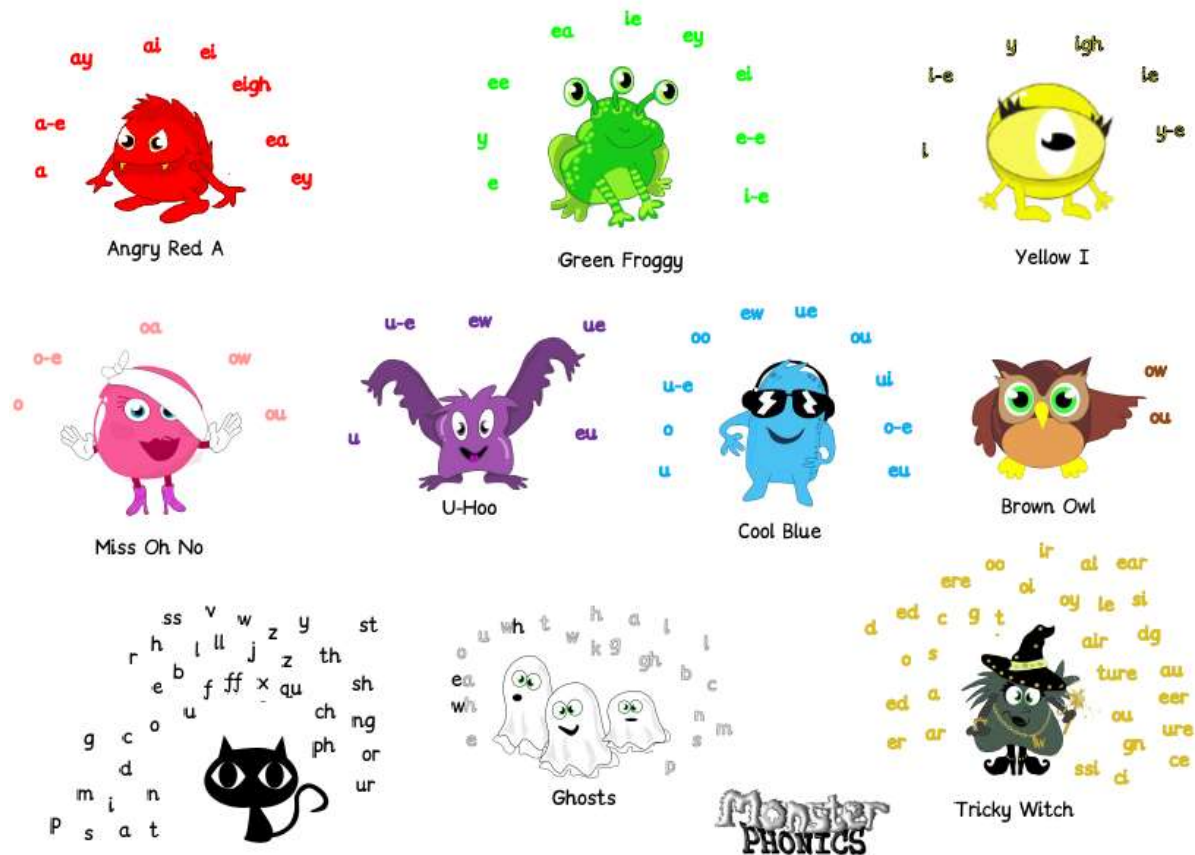 ay ai ei eigh
a-e ea
a ey
Angry Red A
ea ie ey
ee ei
y e-e
e i-e
Green Froggy
y igh
i-e ie
i y-e
Yellow I
oa
o-e ow
o ou
Miss Oh No
u-e ew ue
u eu
U-Hoo
ew ue
oo ou
u-e ui
o o-e
u eu
Cool Blue
ow
ou
Brown Owl
ss v w y st
r h l ll j z z th
e b f ff x qu sh
u ch ng
g c o ph or
d ur
m i n
p s a t
h a l
u wh t w k g gh l
o b c
ea
wh n m
e s
p
Ghosts
oo ir ai ear
ere oi oy le si
d ed c g t air dg
o s ture au
ed a eer
er ar ou ure
gn ce
ssi ci
Tricky Witch
Monster
PHONICS